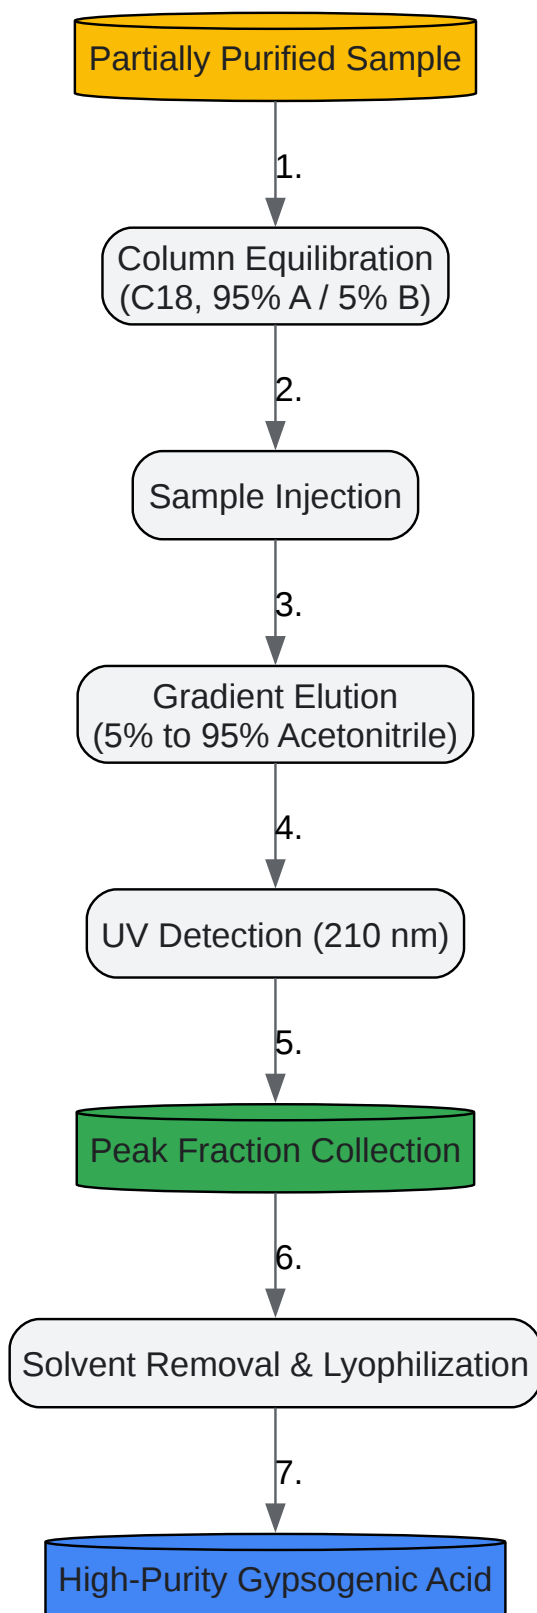 Partially Purified Sample
1.
Column Equilibration
(C18, 95% A / 5% B)
2.
Sample Injection
3.
Gradient Elution
(5% to 95% Acetonitrile)
4.
UV Detection (210 nm)
5.
Peak Fraction Collection
6.
Solvent Removal & Lyophilization
7.
High-Purity Gypsogenic Acid